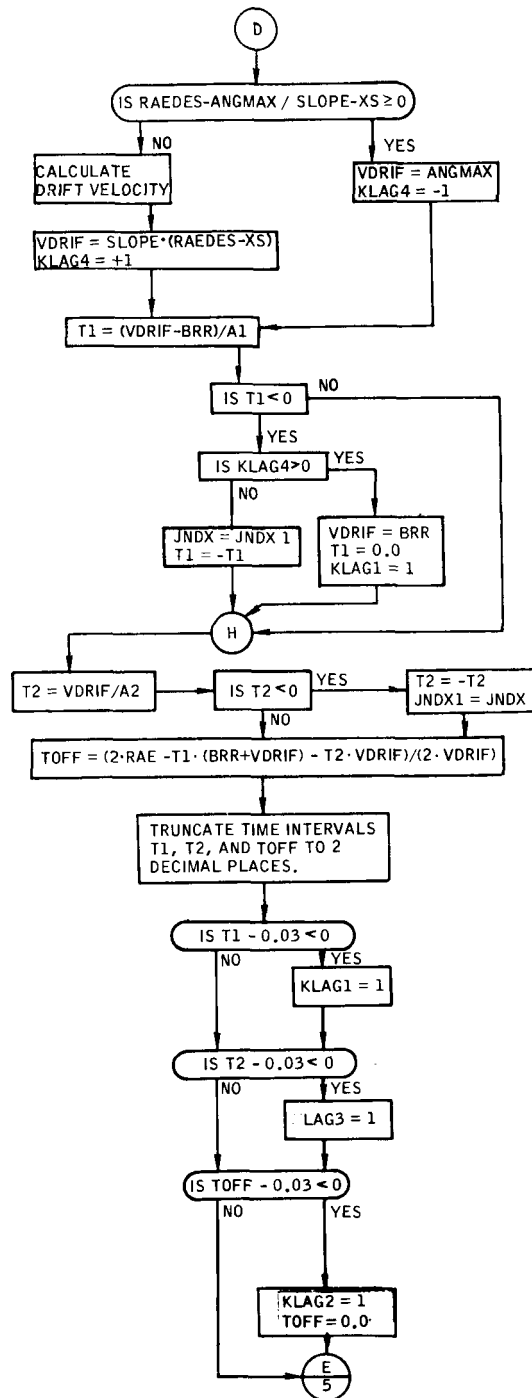 D
IS RAEDES-ANGMAX / SLOPE-XS ≥ 0
NO
YES
CALCULATE
DRIFT VELOCITY
VDRIF = ANGMAX
KLAG4 = -1
VDRIF = SLOPE·(RAEDES-XS)
KLAG4 = +1
T1 = (VDRIF-BRR)/A1
IS T1 < 0
NO
YES
IS KLAG4>0
YES
NO
JNDX = JNDX 1
T1 = -T1
VDRIF = BRR
T1 = 0.0
KLAG1 = 1
H
T2 = VDRIF/A2
IS T2 < 0
YES
T2 = -T2
JNDX1 = JNDX
NO
TOFF = (2·RAE -T1· (BRR+VDRIF) - T2·VDRIF)/(2·VDRIF)
TRUNCATE TIME INTERVALS
T1, T2, AND TOFF TO 2
DECIMAL PLACES.
IS T1 - 0.03 < 0
NO
YES
KLAG1 = 1
IS T2 - 0.03 < 0
NO
YES
LAG3 = 1
IS TOFF - 0.03 < 0
NO
YES
KLAG2 = 1
TOFF = 0.0
E
5